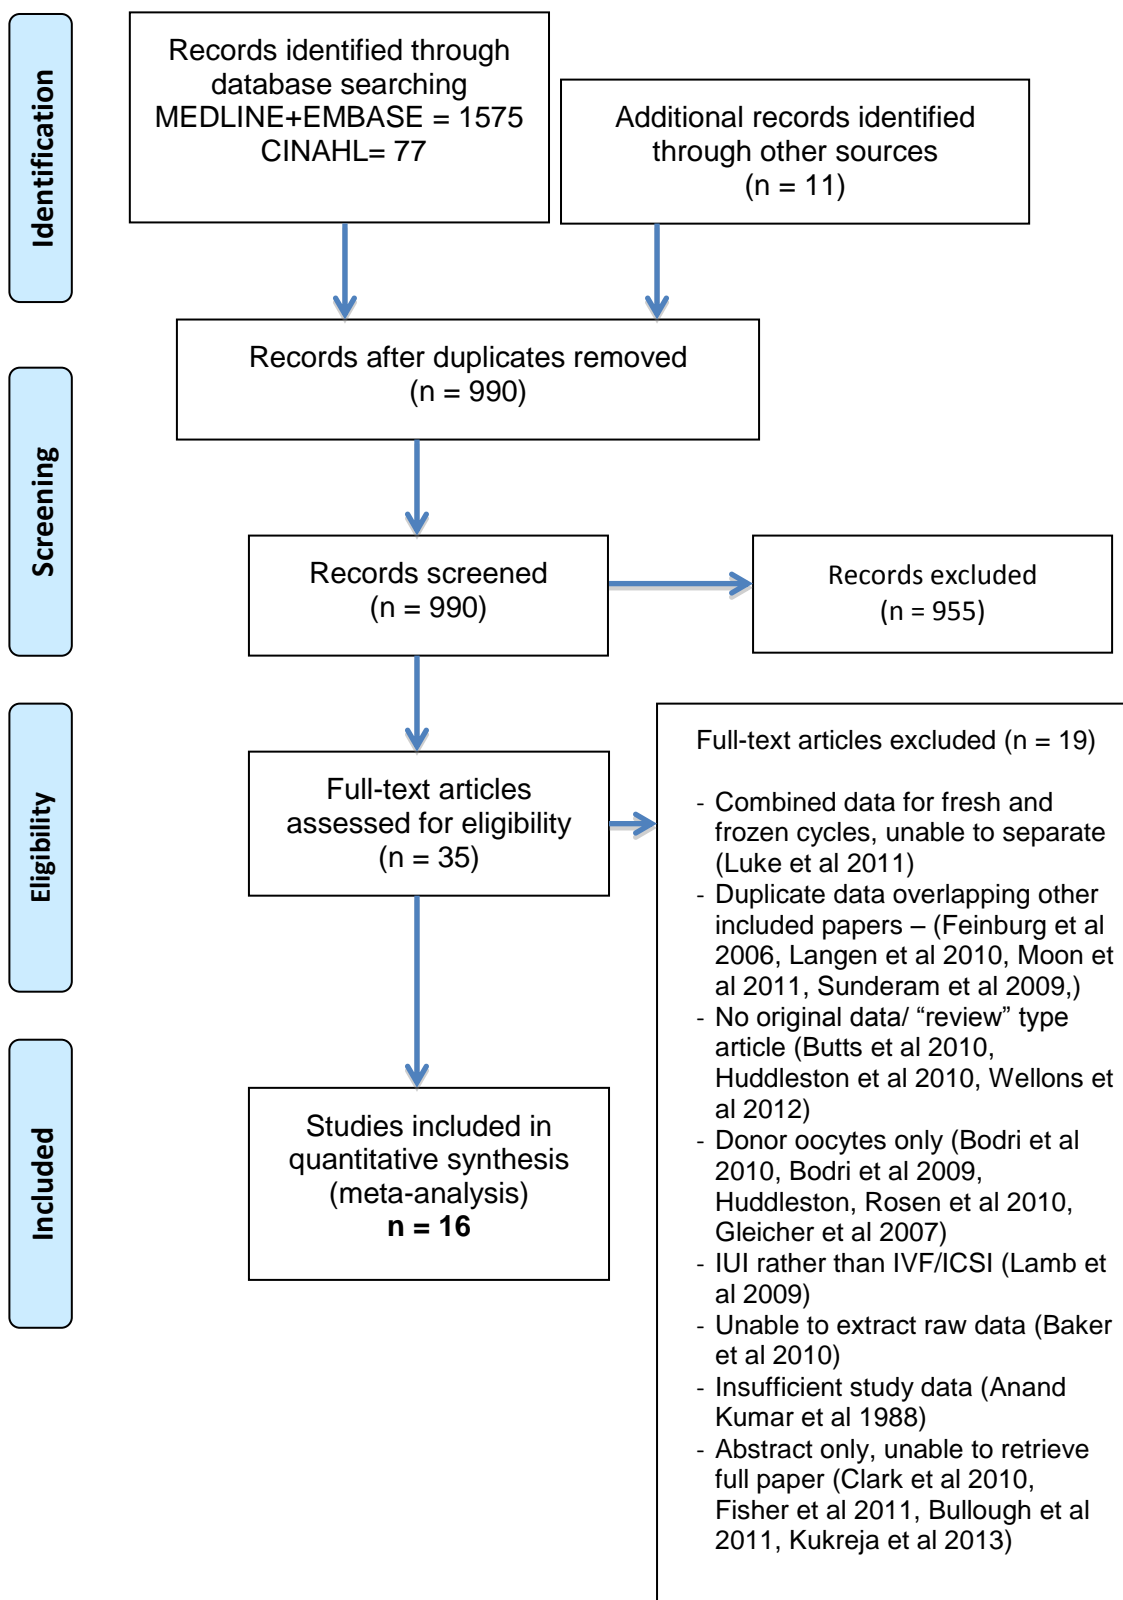 Identification
Records identified through
database searching
MEDLINE+EMBASE = 1575
CINAHL= 77
Additional records identified
through other sources
(n = 11)
Records after duplicates removed
(n = 990)
Screening
Records screened
(n = 990)
Records excluded
(n = 955)
Eligibility
Full-text articles
assessed for eligibility
(n = 35)
Full-text articles excluded (n = 19)
- Combined data for fresh and
frozen cycles, unable to separate
(Luke et al 2011)
- Duplicate data overlapping other
included papers – (Feinburg et al
2006, Langen et al 2010, Moon et
al 2011, Sunderam et al 2009,)
- No original data/ “review” type
article (Butts et al 2010,
Huddleston et al 2010, Wellons et
al 2012)
- Donor oocytes only (Bodri et al
2010, Bodri et al 2009,
Huddleston, Rosen et al 2010,
Gleicher et al 2007)
- IUI rather than IVF/ICSI (Lamb et
al 2009)
- Unable to extract raw data (Baker
et al 2010)
- Insufficient study data (Anand
Kumar et al 1988)
- Abstract only, unable to retrieve
full paper (Clark et al 2010,
Fisher et al 2011, Bullough et al
2011, Kukreja et al 2013)
Included
Studies included in
quantitative synthesis
(meta-analysis)
n = 16